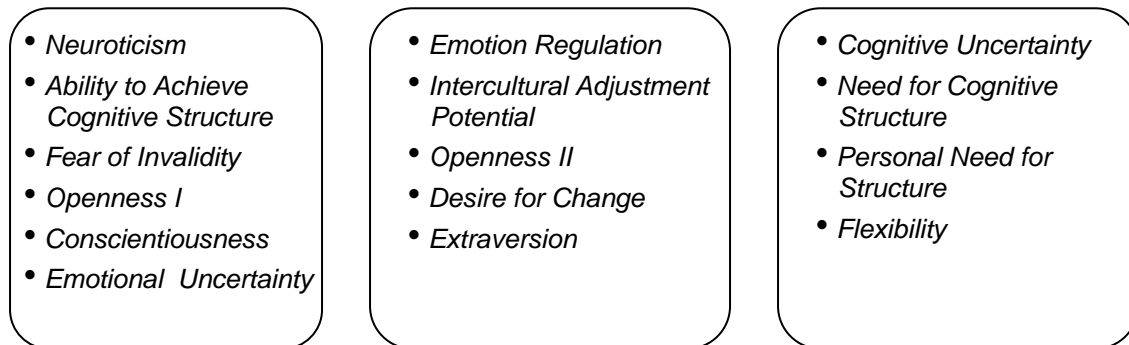 • Neuroticism
• Ability to Achieve
Cognitive Structure
• Fear of Invalidity
• Openness I
• Conscientiousness
• Emotional Uncertainty
• Emotion Regulation
• Intercultural Adjustment
Potential
• Openness II
• Desire for Change
• Extraversion
• Cognitive Uncertainty
• Need for Cognitive
Structure
• Personal Need for
Structure
• Flexibility